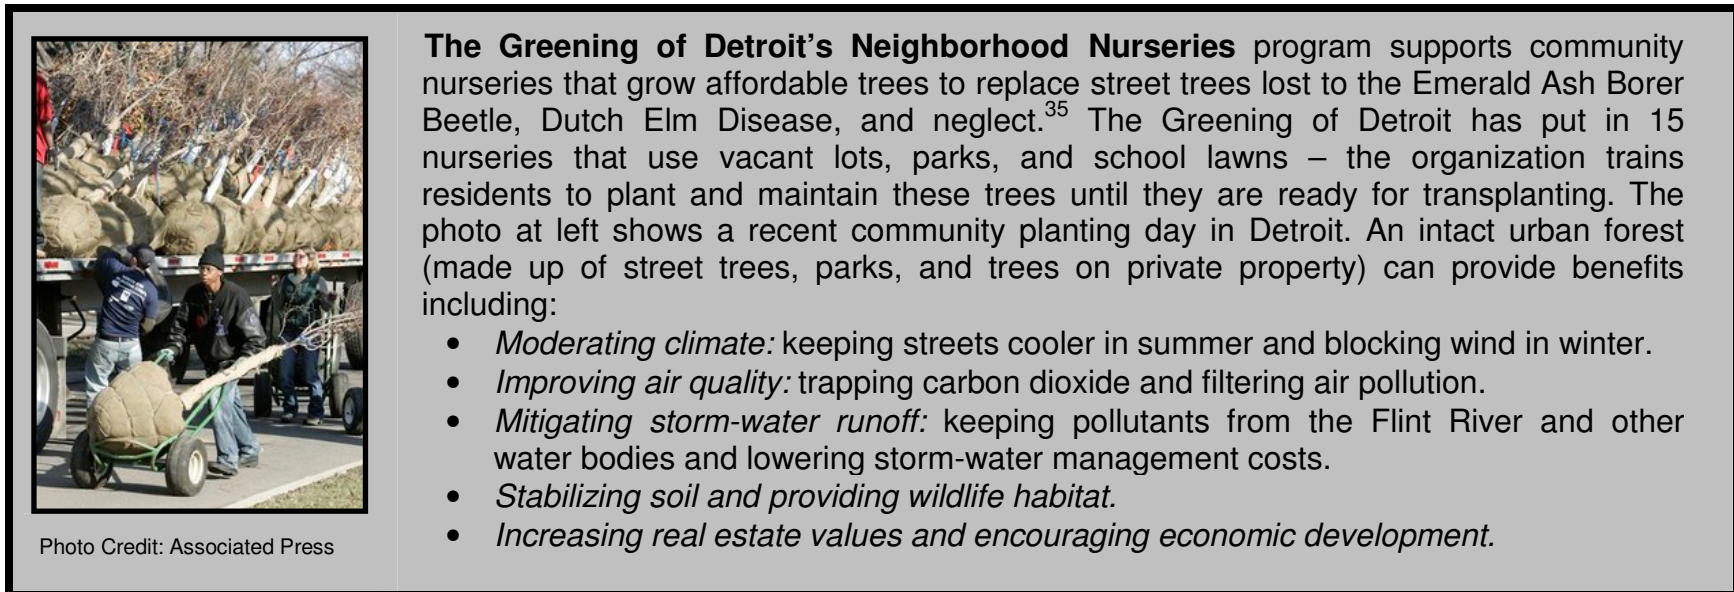 The Greening of Detroit's Neighborhood Nurseries program supports community
nurseries that grow affordable trees to replace street trees lost to the Emerald Ash Borer
Beetle, Dutch Elm Disease, and neglect.35 The Greening of Detroit has put in 15
nurseries that use vacant lots, parks, and school lawns – the organization trains
residents to plant and maintain these trees until they are ready for transplanting. The
photo at left shows a recent community planting day in Detroit. An intact urban forest
(made up of street trees, parks, and trees on private property) can provide benefits
including:
• Moderating climate: keeping streets cooler in summer and blocking wind in winter.
• Improving air quality: trapping carbon dioxide and filtering air pollution.
• Mitigating storm-water runoff: keeping pollutants from the Flint River and other
water bodies and lowering storm-water management costs.
• Stabilizing soil and providing wildlife habitat.
• Increasing real estate values and encouraging economic development.
Photo Credit: Associated Press